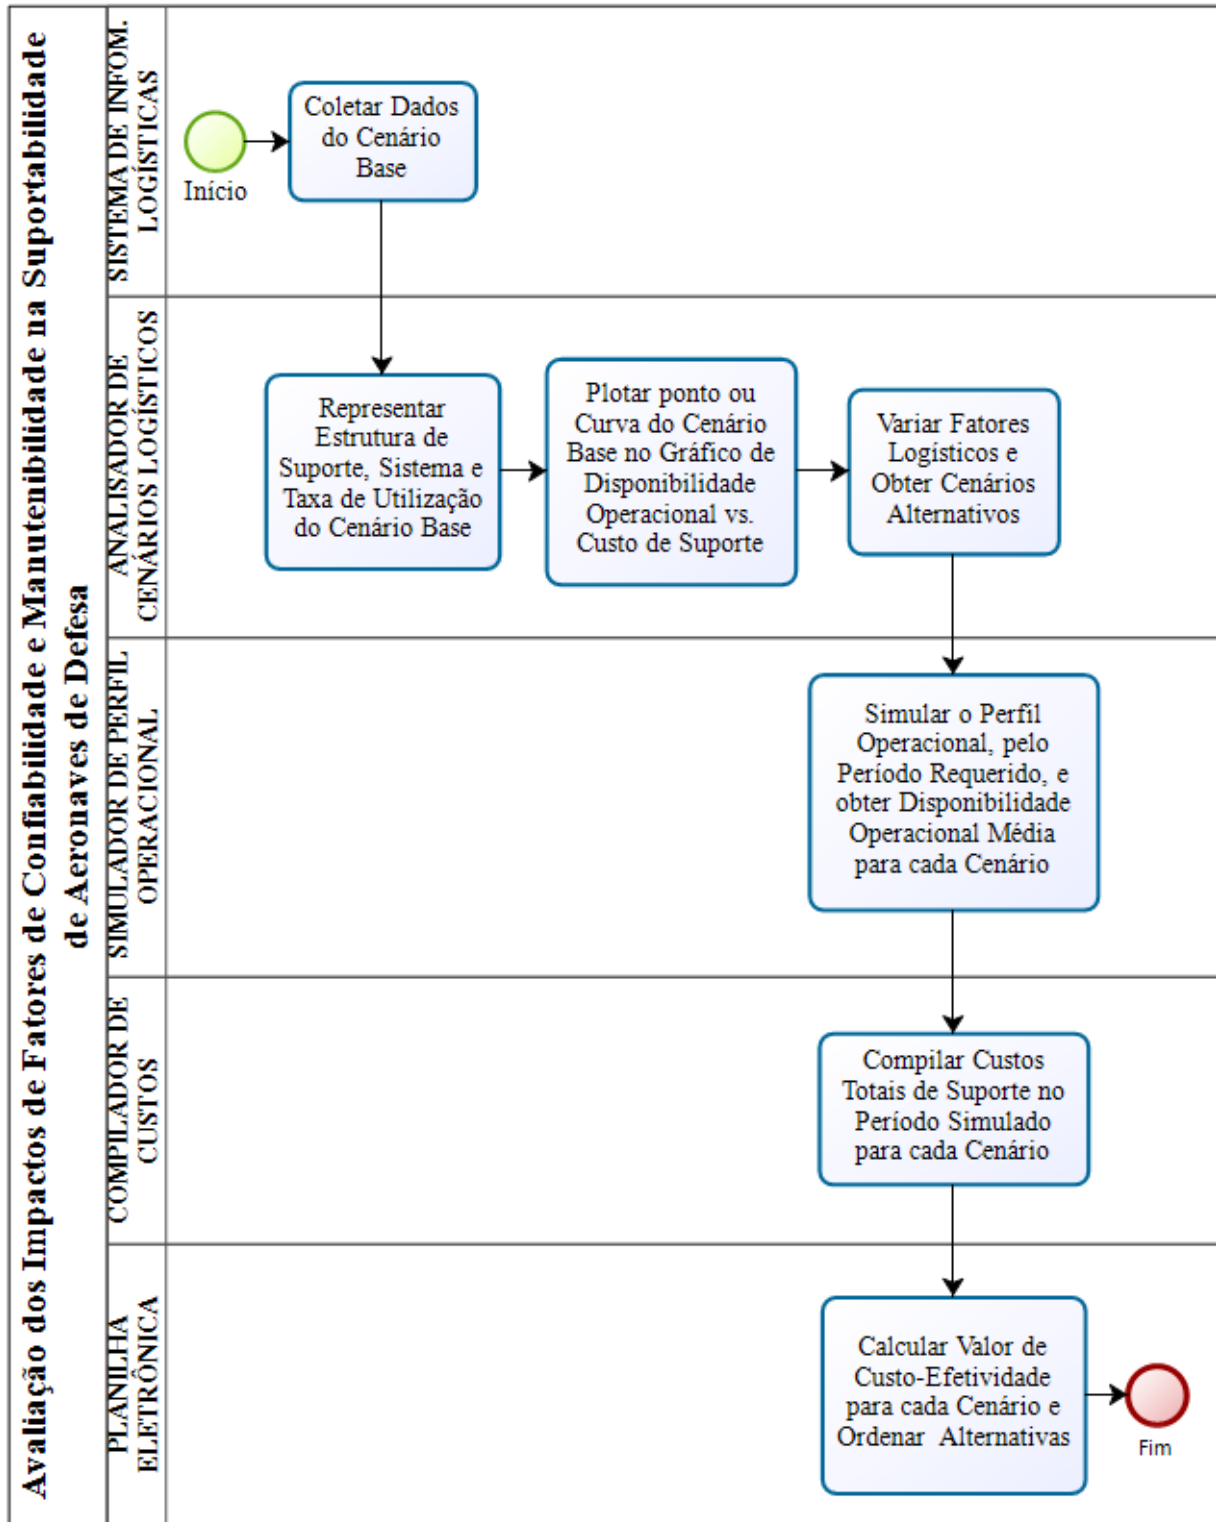 Avaliação dos Impactos de Fatores de Confiabilidade e Manutenibilidade na Suportabilidade
de Aeronaves de Defesa
SISTEMA DE INFOM.
LOGÍSTICAS
Início
Coletar Dados
do Cenário
Base
ANALISADOR DE
CENÁRIOS LOGÍSTICOS
Representar
Estrutura de
Suporte, Sistema e
Taxa de Utilização
do Cenário Base
Plotar ponto ou
Curva do Cenário
Base no Gráfico de
Disponibilidade
Operacional vs.
Custo de Suporte
Variar Fatores
Logísticos e
Obter Cenários
Alternativos
SIMULADOR DE PERFIL
OPERACIONAL
Simular o Perfil
Operacional, pelo
Período Requerido, e
obter Disponibilidade
Operacional Média
para cada Cenário
COMPILADOR DE
CUSTOS
Compilar Custos
Totais de Suporte no
Período Simulado
para cada Cenário
PLANILHA
ELETRÔNICA
Calcular Valor de
Custo-Efetividade
para cada Cenário e
Ordenar Alternativas
Fim